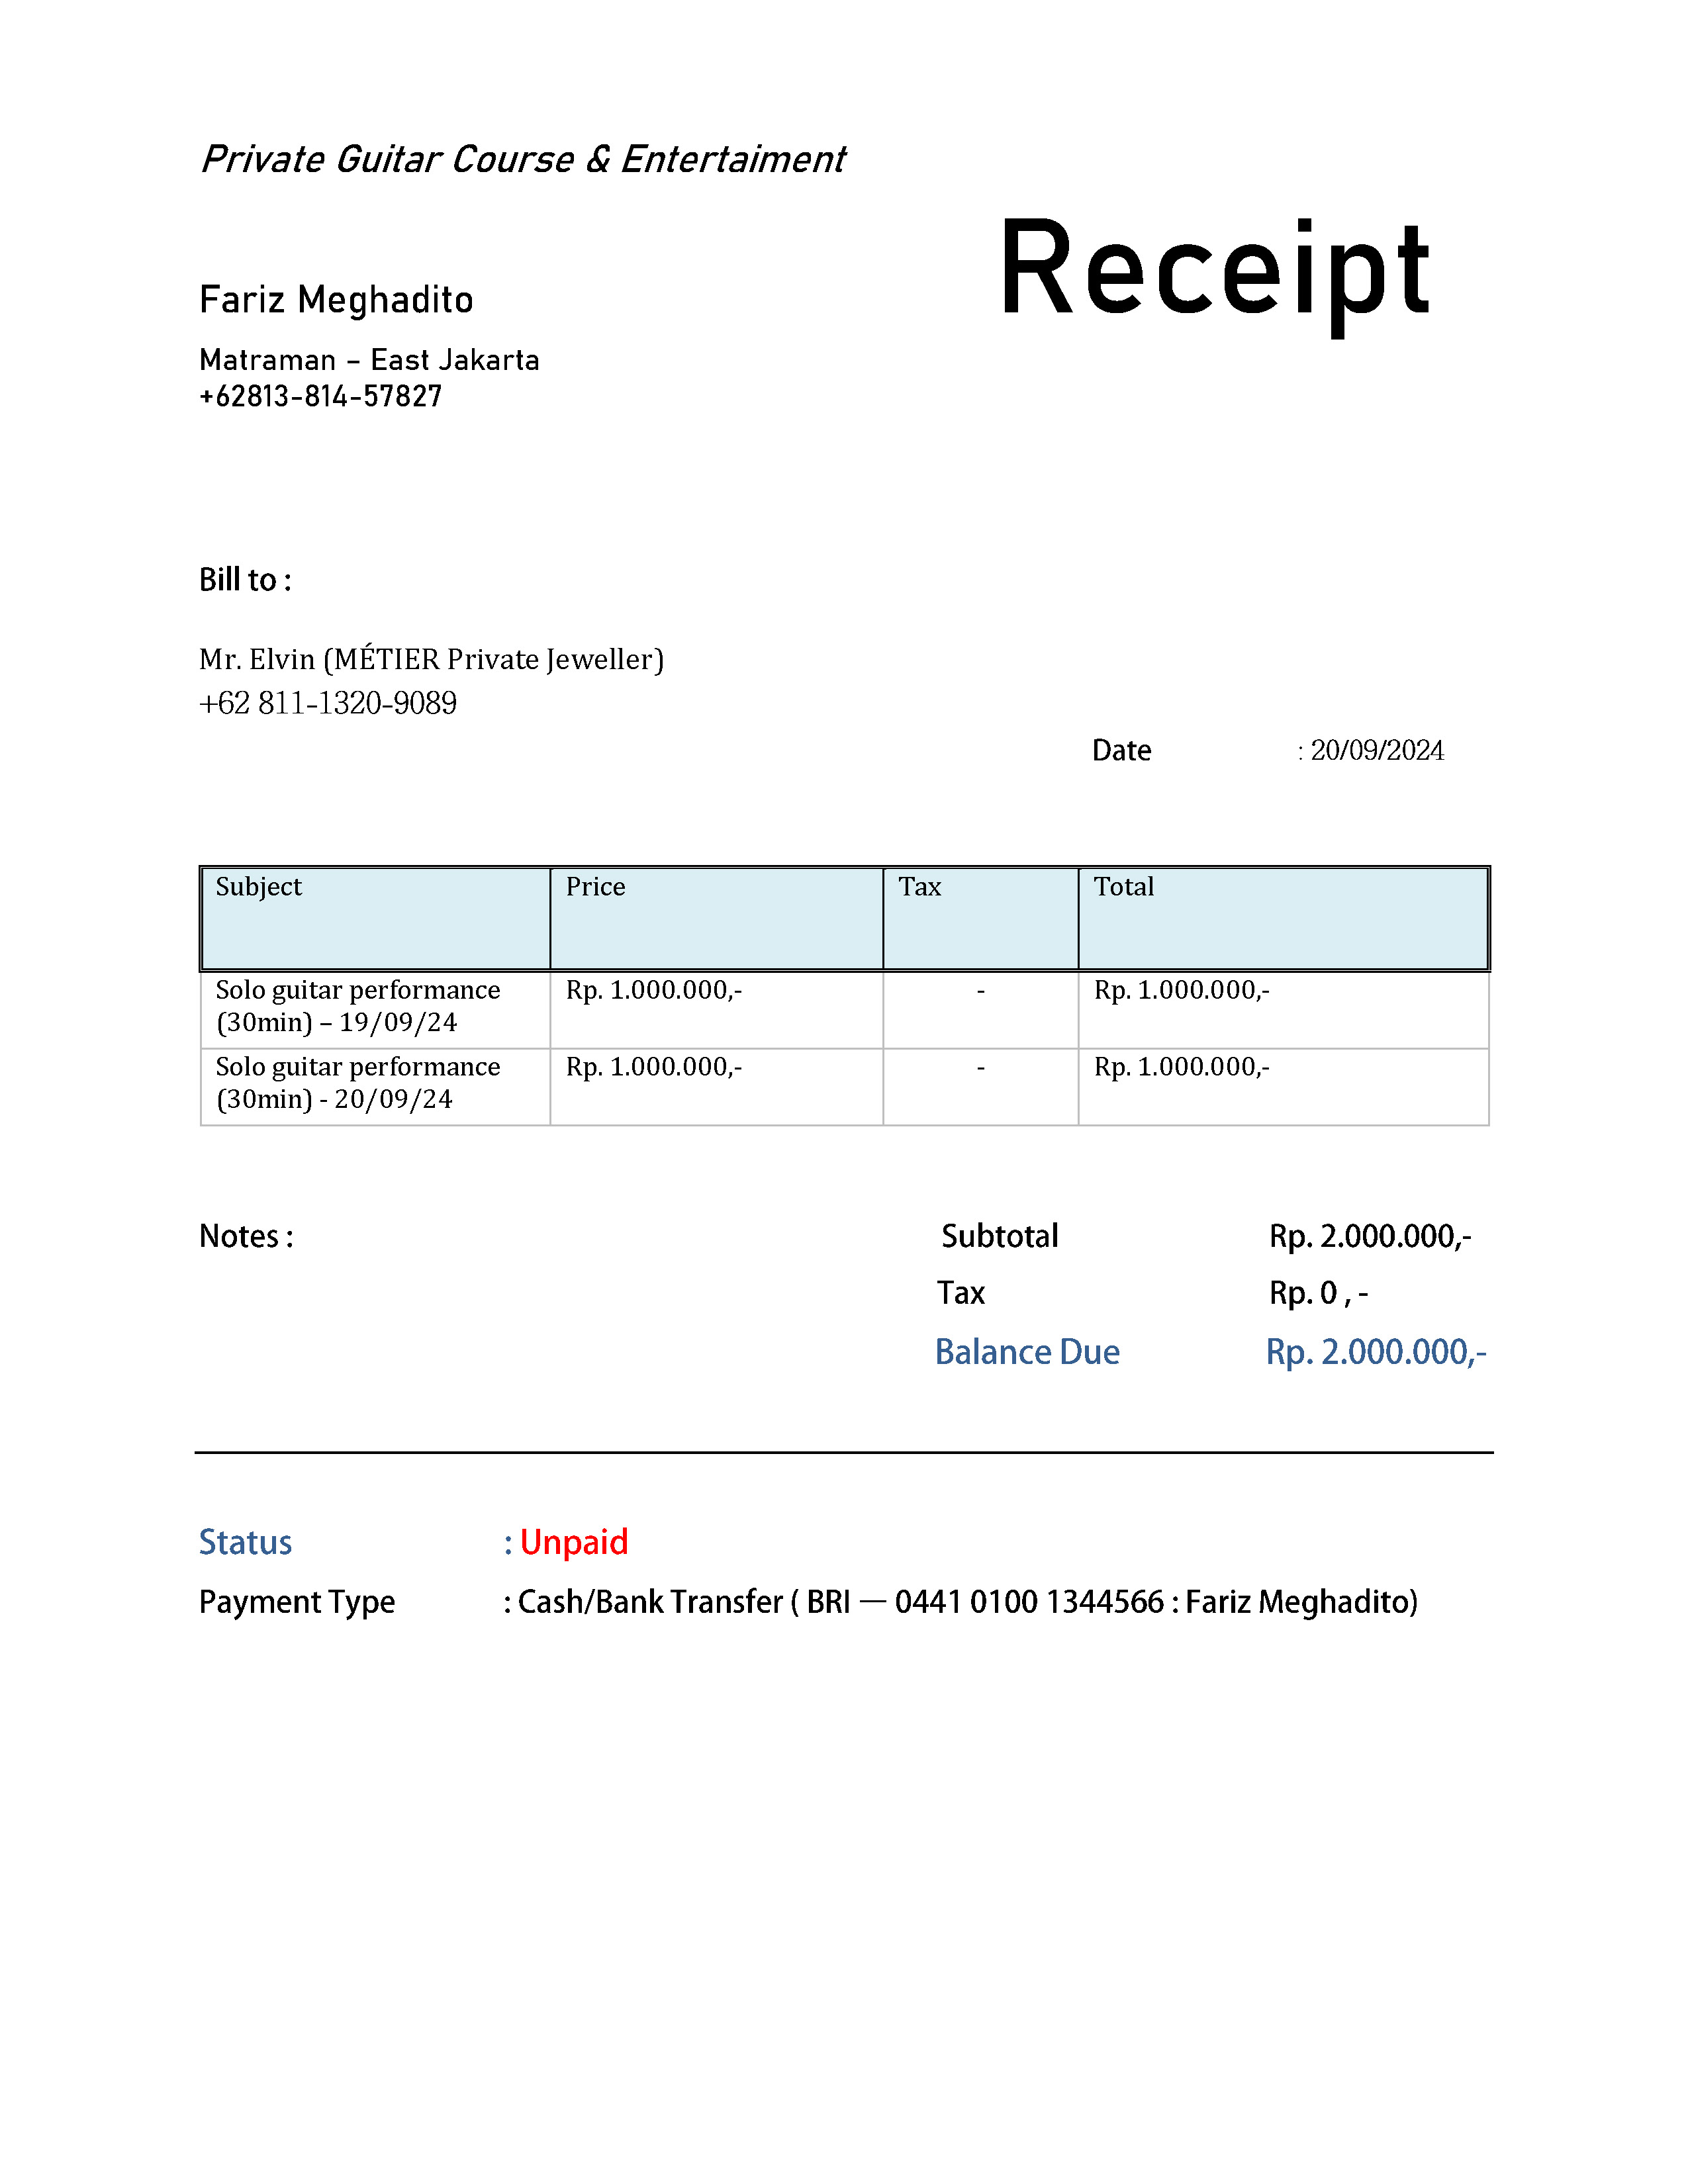 Private Guitar Course & Entertaiment
Receipt
Fariz Meghadito
Matraman – East Jakarta
+62813-814-57827
Bill to :
Mr. Elvin (MÉTIER Private Jeweller)
+62 811-1320-9089
Date : 20/09/2024
Subject Price Tax Total
Solo guitar performance Rp. 1.000.000,- - Rp. 1.000.000,-
(30min) – 19/09/24
Solo guitar performance Rp. 1.000.000,- - Rp. 1.000.000,-
(30min) - 20/09/24
Notes : Subtotal Rp. 2.000.000,-
Tax Rp. 0 , -
Balance Due Rp. 2.000.000,-
Status : Unpaid
Payment Type : Cash/Bank Transfer ( BRI — 0441 0100 1344566 : Fariz Meghadito)